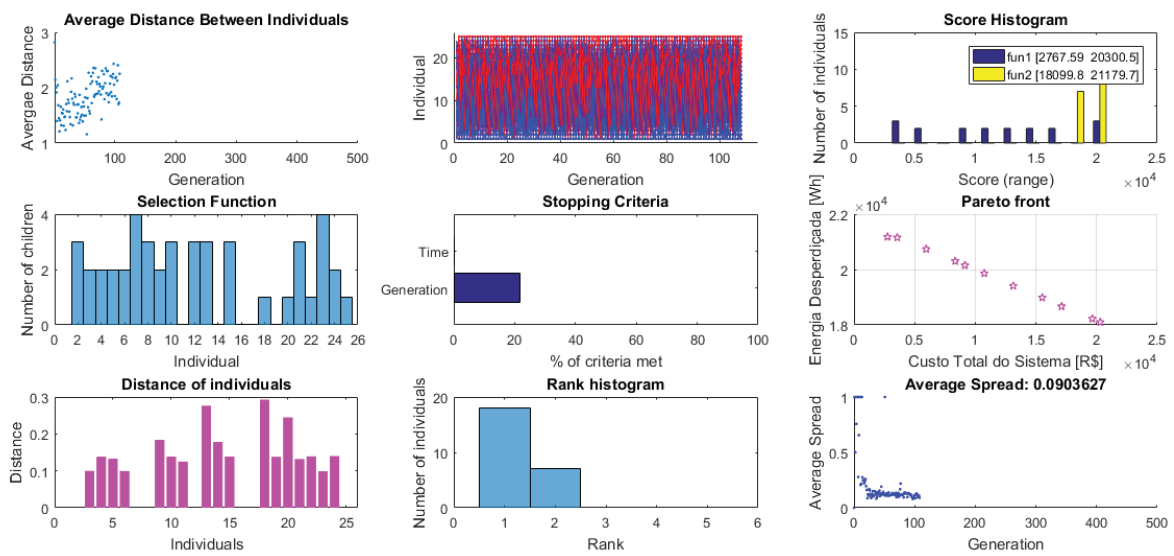 Average Distance Between Individuals
Avergae Distance
3
2
1
0 100 200 300 400 500
Generation
Individual
20
10
0
0 20 40 60 80 100
Generation
Score Histogram
Number of individuals
15
10
5
0
fun1 [2767.59 20300.5]
fun2 [18099.8 21179.7]
0 0.5 1 1.5 2 2.5
Score (range)
×10⁴
Selection Function
Number of children
4
2
0
2 4 6 8 10 12 14 16 18 20 22 24 26
Individual
Stopping Criteria
Time
Generation
0 20 40 60 80 100
% of criteria met
Pareto front
×10⁴
Energia Desperdiçada [Wh]
2.2
2
1.8
0 0.5 1 1.5 2 2.5
Custo Total do Sistema [R$]
×10⁴
Distance of individuals
Distance
0.3
0.2
0.1
0
0 5 10 15 20 25
Individuals
Rank histogram
Number of individuals
20
10
0
0 1 2 3 4 5 6
Rank
Average Spread: 0.0903627
Average Spread
1
0.5
0
0 100 200 300 400 500
Generation